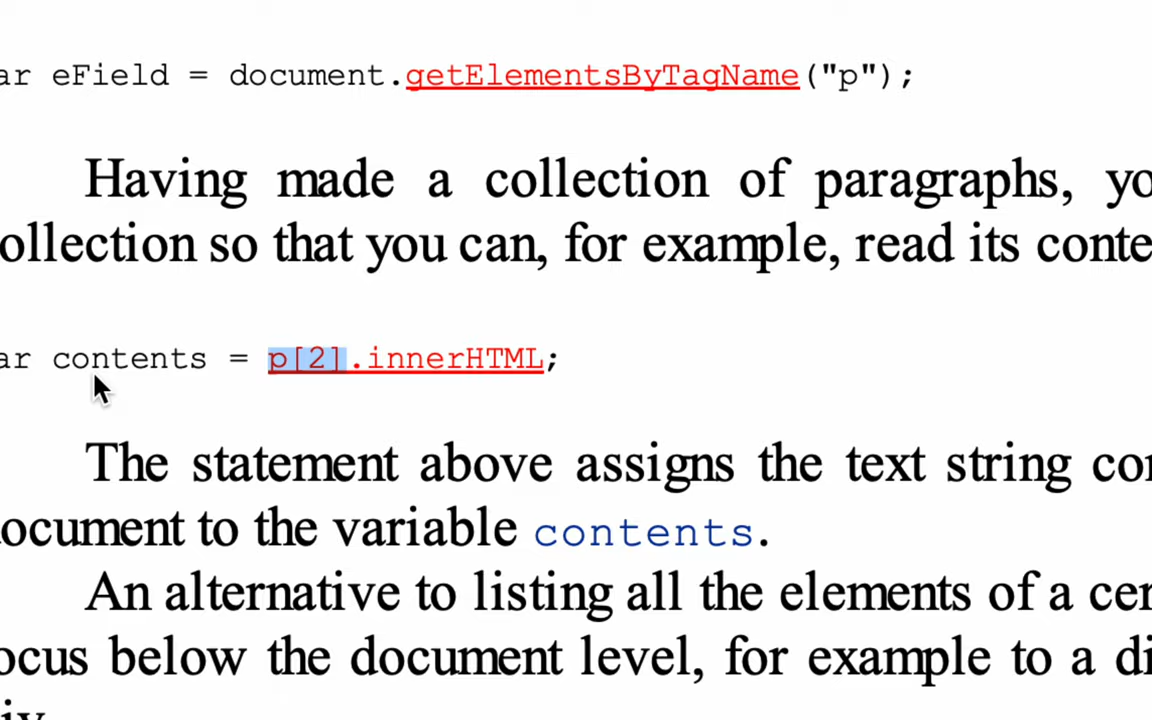 ar eField = document.getElementsByTagName("p");
Having made a collection of paragraphs, yo
ollection so that you can, for example, read its conte
ar contents = p[2].innerHTML;
The statement above assigns the text string con
ocument to the variable contents.
An alternative to listing all the elements of a cer
ocus below the document level, for example to a di
iv